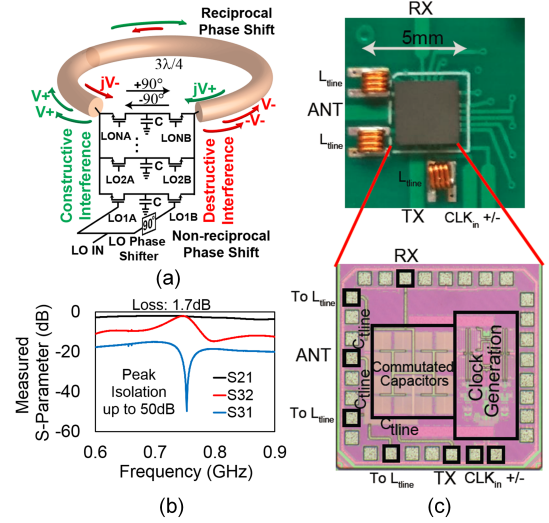 Reciprocal
Phase Shift
3λ/4
jV-
+90°
-90°
jV+
V+
V+
V-
-V-
Constructive
Interference
Destructive
Interference
C
LONA
LONB
C
LO2A
LO2B
C
LO1A
LO1B
90°
LO IN
LO Phase
Shifter
Non-reciprocal
Phase Shift
(a)
Loss: 1.7dB
Measured
S-Parameter (dB)
0
-20
-40
-60
Peak
Isolation
up to 50dB
S21
S32
S31
0.6
0.7
0.8
0.9
Frequency (GHz)
(b)
RX
5mm
Ltline
ANT
Ltline
Ltline
TX
CLKin +/-
RX
To Ltline
Ctline
ANT
Ctline
To Ltline
Commutated
Capacitors
Clock
Generation
Ctline
To Ltline
TX
CLKin +/-
(c)